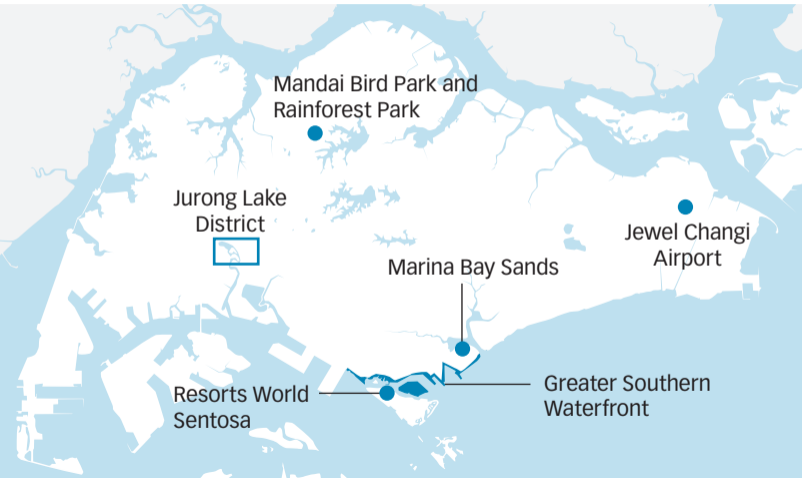 Mandai Bird Park and
Rainforest Park
Jurong Lake
District
Jewel Changi
Airport
Marina Bay Sands
Resorts World
Sentosa
Greater Southern
Waterfront